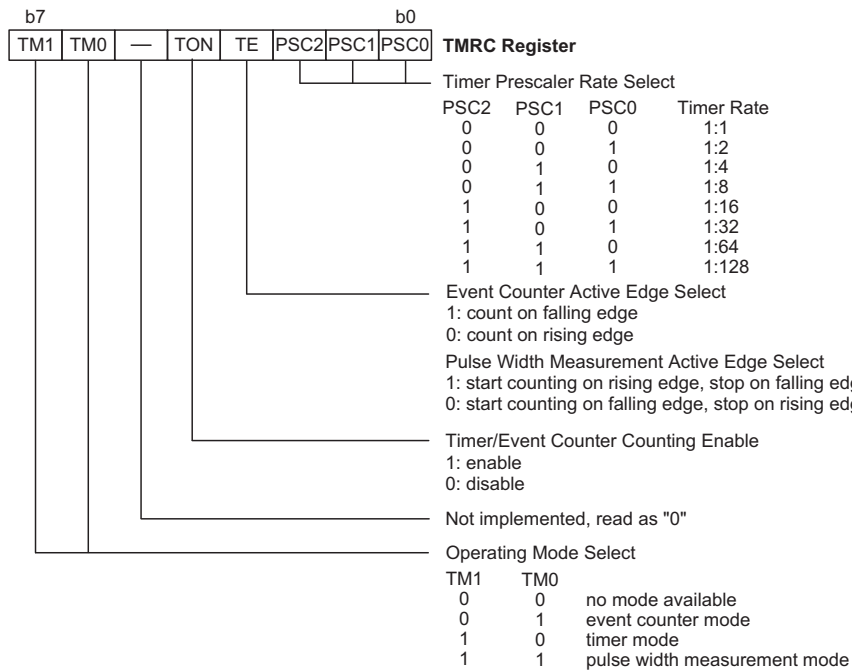 b7 b0
TM1 TM0 — TON TE PSC2 PSC1 PSC0 TMRC Register
Timer Prescaler Rate Select
PSC2 PSC1 PSC0 Timer Rate
0 0 0 1:1
0 0 1 1:2
0 1 0 1:4
0 1 1 1:8
1 0 0 1:16
1 0 1 1:32
1 1 0 1:64
1 1 1 1:128
Event Counter Active Edge Select
1: count on falling edge
0: count on rising edge
Pulse Width Measurement Active Edge Select
1: start counting on rising edge, stop on falling
0: start counting on falling edge, stop on rising
Timer/Event Counter Counting Enable
1: enable
0: disable
Not implemented, read as "0"
Operating Mode Select
TM1 TM0
0 0 no mode available
0 1 event counter mode
1 0 timer mode
1 1 pulse width measurement mode